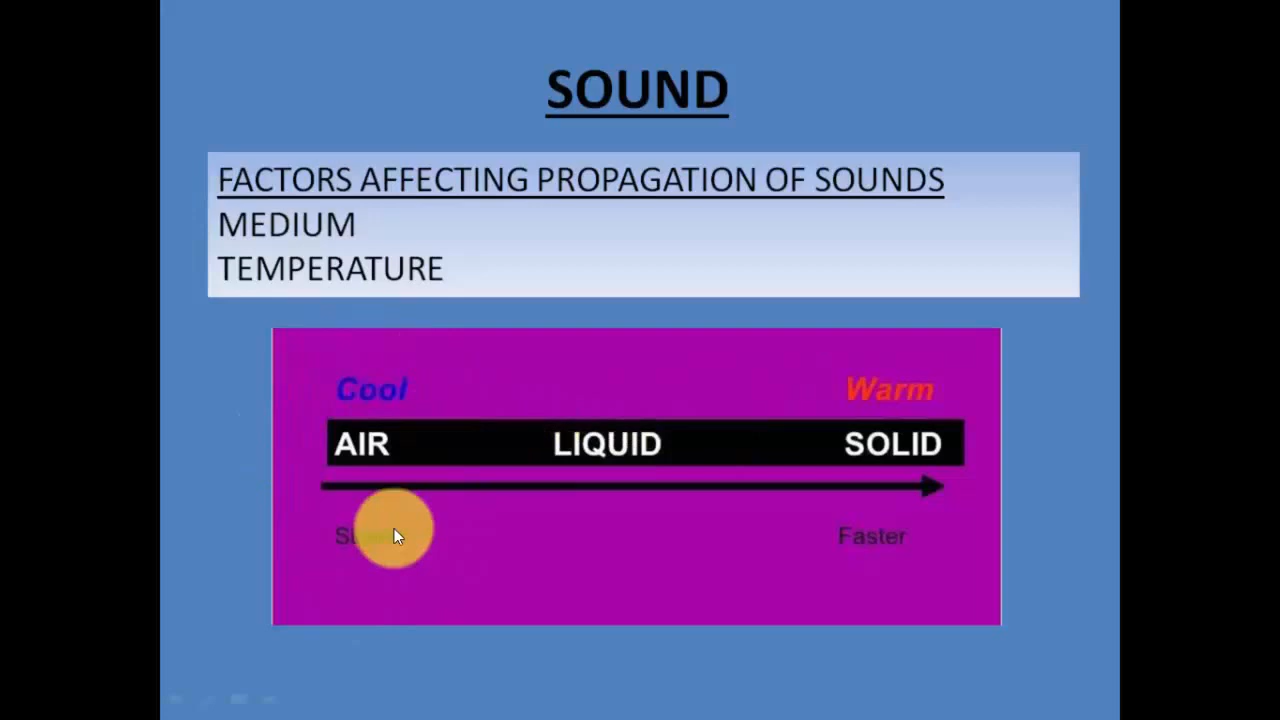 SOUND
FACTORS AFFECTING PROPAGATION OF SOUNDS
MEDIUM
TEMPERATURE
Cool Warm
AIR LIQUID SOLID
Faster